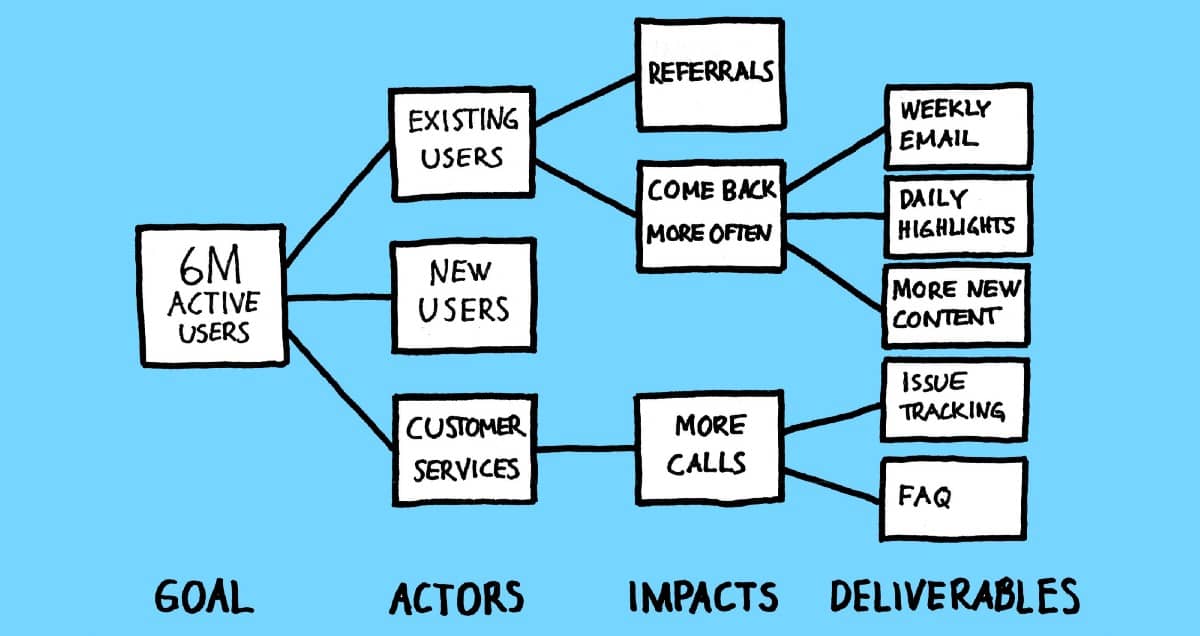 6M
ACTIVE
USERS
EXISTING
USERS
NEW
USERS
CUSTOMER
SERVICES
REFERRALS
COME BACK
MORE OFTEN
MORE
CALLS
WEEKLY
EMAIL
DAILY
HIGHLIGHTS
MORE NEW
CONTENT
ISSUE
TRACKING
FAQ
GOAL
ACTORS
IMPACTS
DELIVERABLES